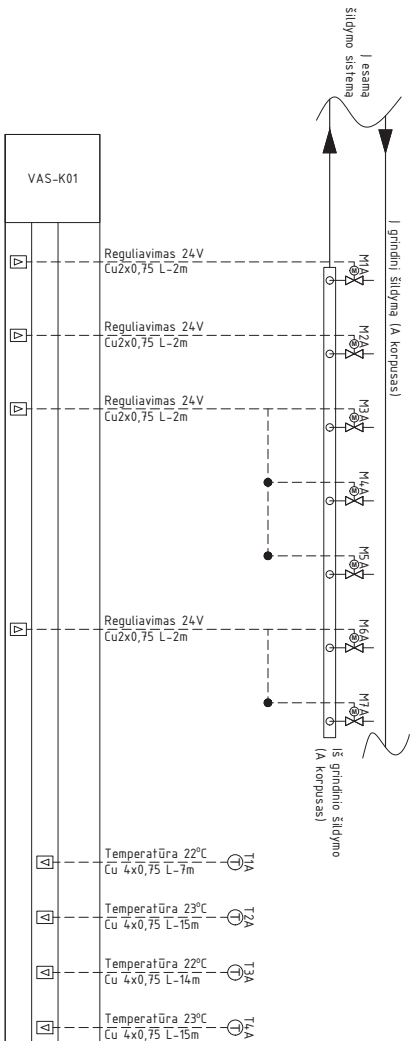 Į esamą
šildymo sistemą
Į grindinį šildymą (A korpusas)
VAS-K01
Reguliavimas 24V
Cu2x0,75 L-2m
M
M1A
Reguliavimas 24V
Cu2x0,75 L-2m
M
M2A
Reguliavimas 24V
Cu2x0,75 L-2m
M
M3A
M
M4A
M
M5A
Reguliavimas 24V
Cu2x0,75 L-2m
M
M6A
M
M7A
Iš grindinio šildymo
(A korpusas)
Temperatūra 22°C
Cu 4x0,75 L-7m
T
T1A
Temperatūra 23°C
Cu 4x0,75 L-15m
T
T2A
Temperatūra 22°C
Cu 4x0,75 L-14m
T
T3A
Temperatūra 23°C
Cu 4x0,75 L-15m
T
T4A